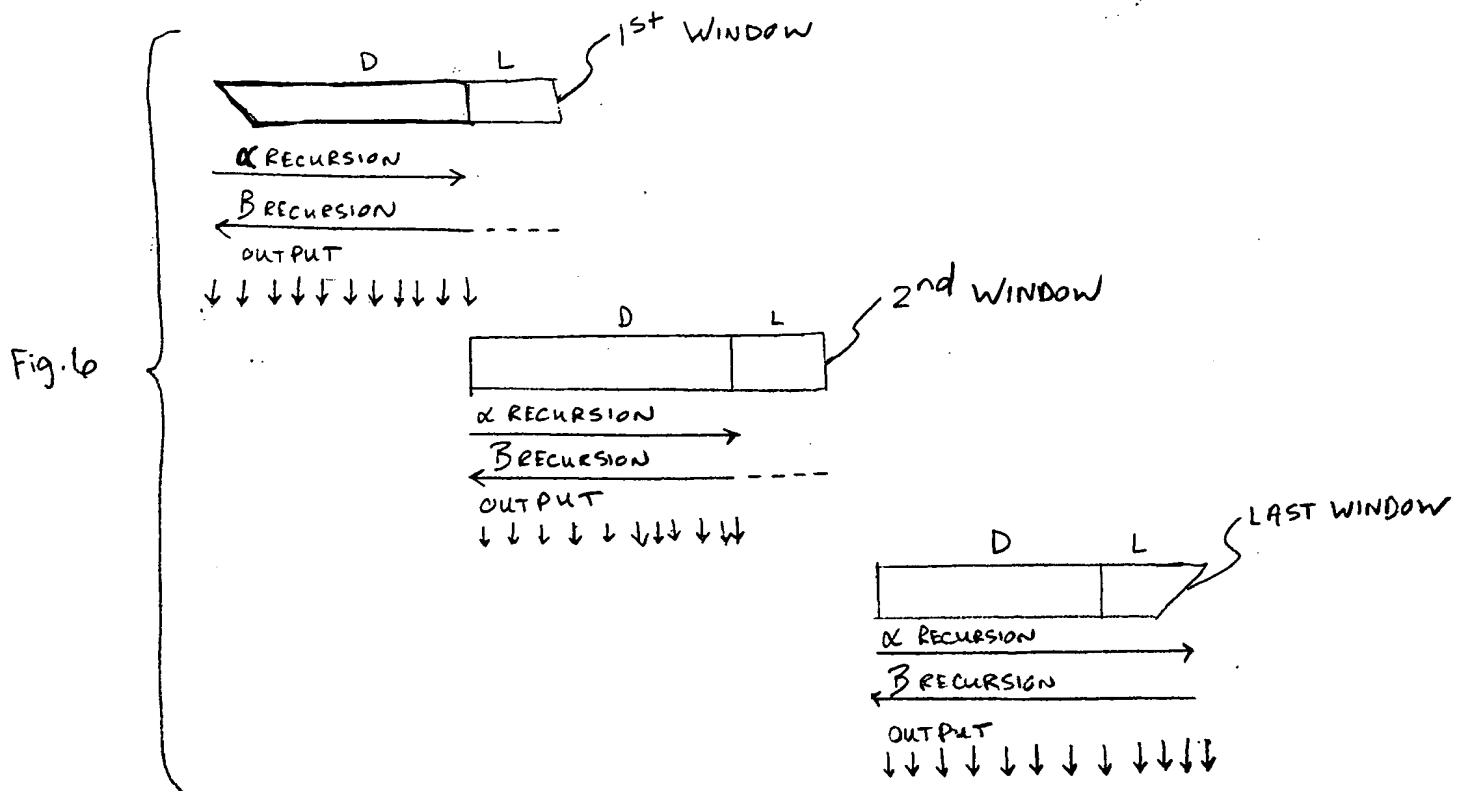 1st WINDOW
D L
α RECURSION
B RECURSION
OUTPUT
2nd WINDOW
D L
Fig. 6
α RECURSION
B RECURSION
OUTPUT
LAST WINDOW
D L
α RECURSION
B RECURSION
OUTPUT